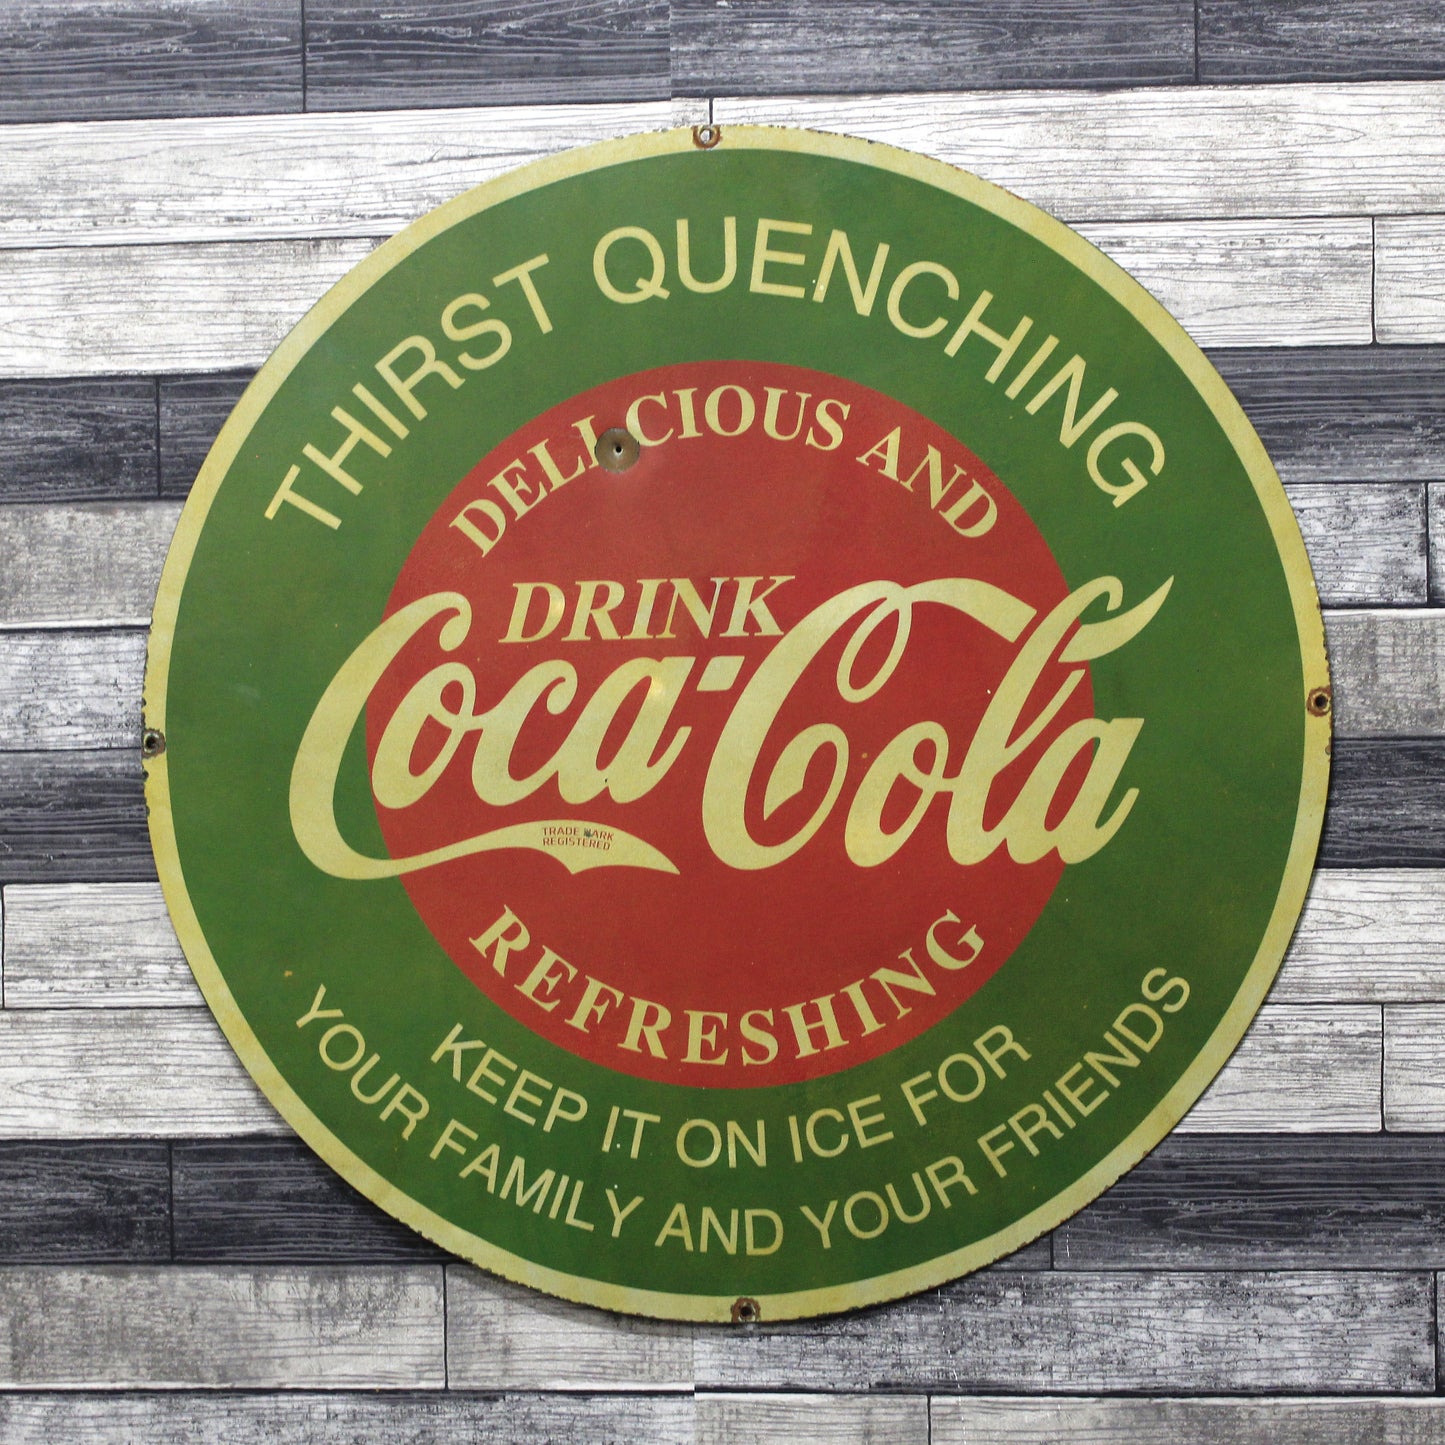 THIRST QUENCHING
DELICIOUS AND
DRINK
Coca-Cola
TRADE MARK
REGISTERED
REFRESHING
KEEP IT ON ICE FOR
YOUR FAMILY AND YOUR FRIENDS